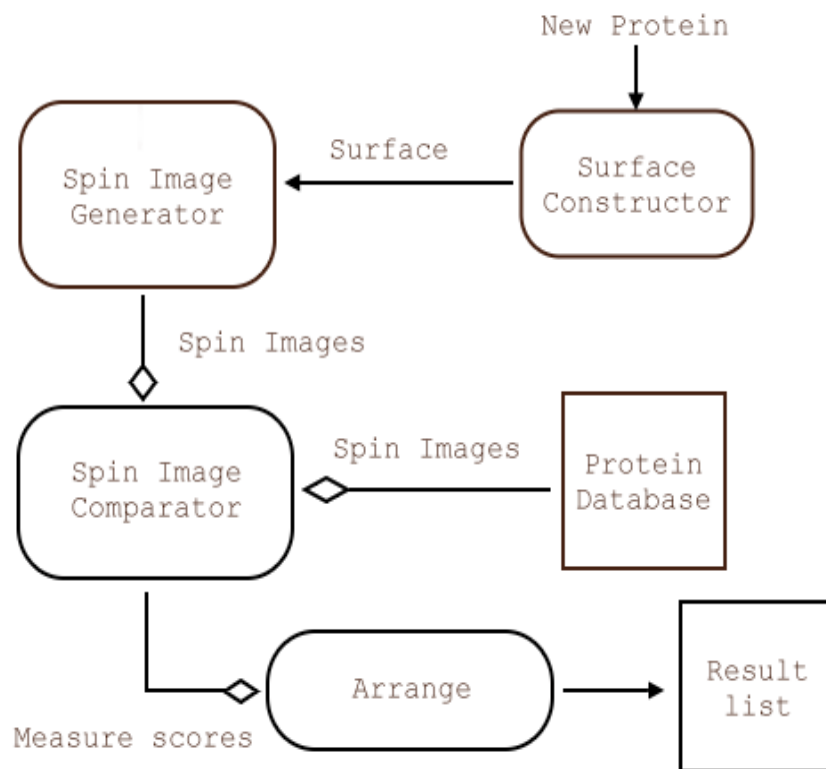 New Protein
Surface
Constructor
Surface
Spin Image
Generator
Spin Images
Spin Image
Comparator
Spin Images
Protein
Database
Measure scores
Arrange
Result
list